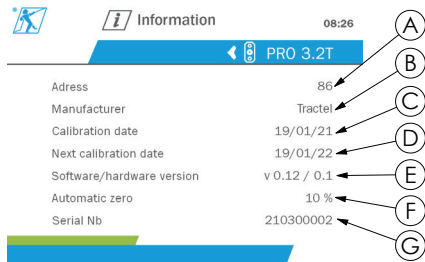 i Information 08:26 A
PRO 3.2T B
Adress 86
Manufacturer Tractel
Calibration date 19/01/21 C
Next calibration date 19/01/22 D
Software/hardware version v 0.12 / 0.1 E
Automatic zero 10 % F
Serial Nb 210300002 G